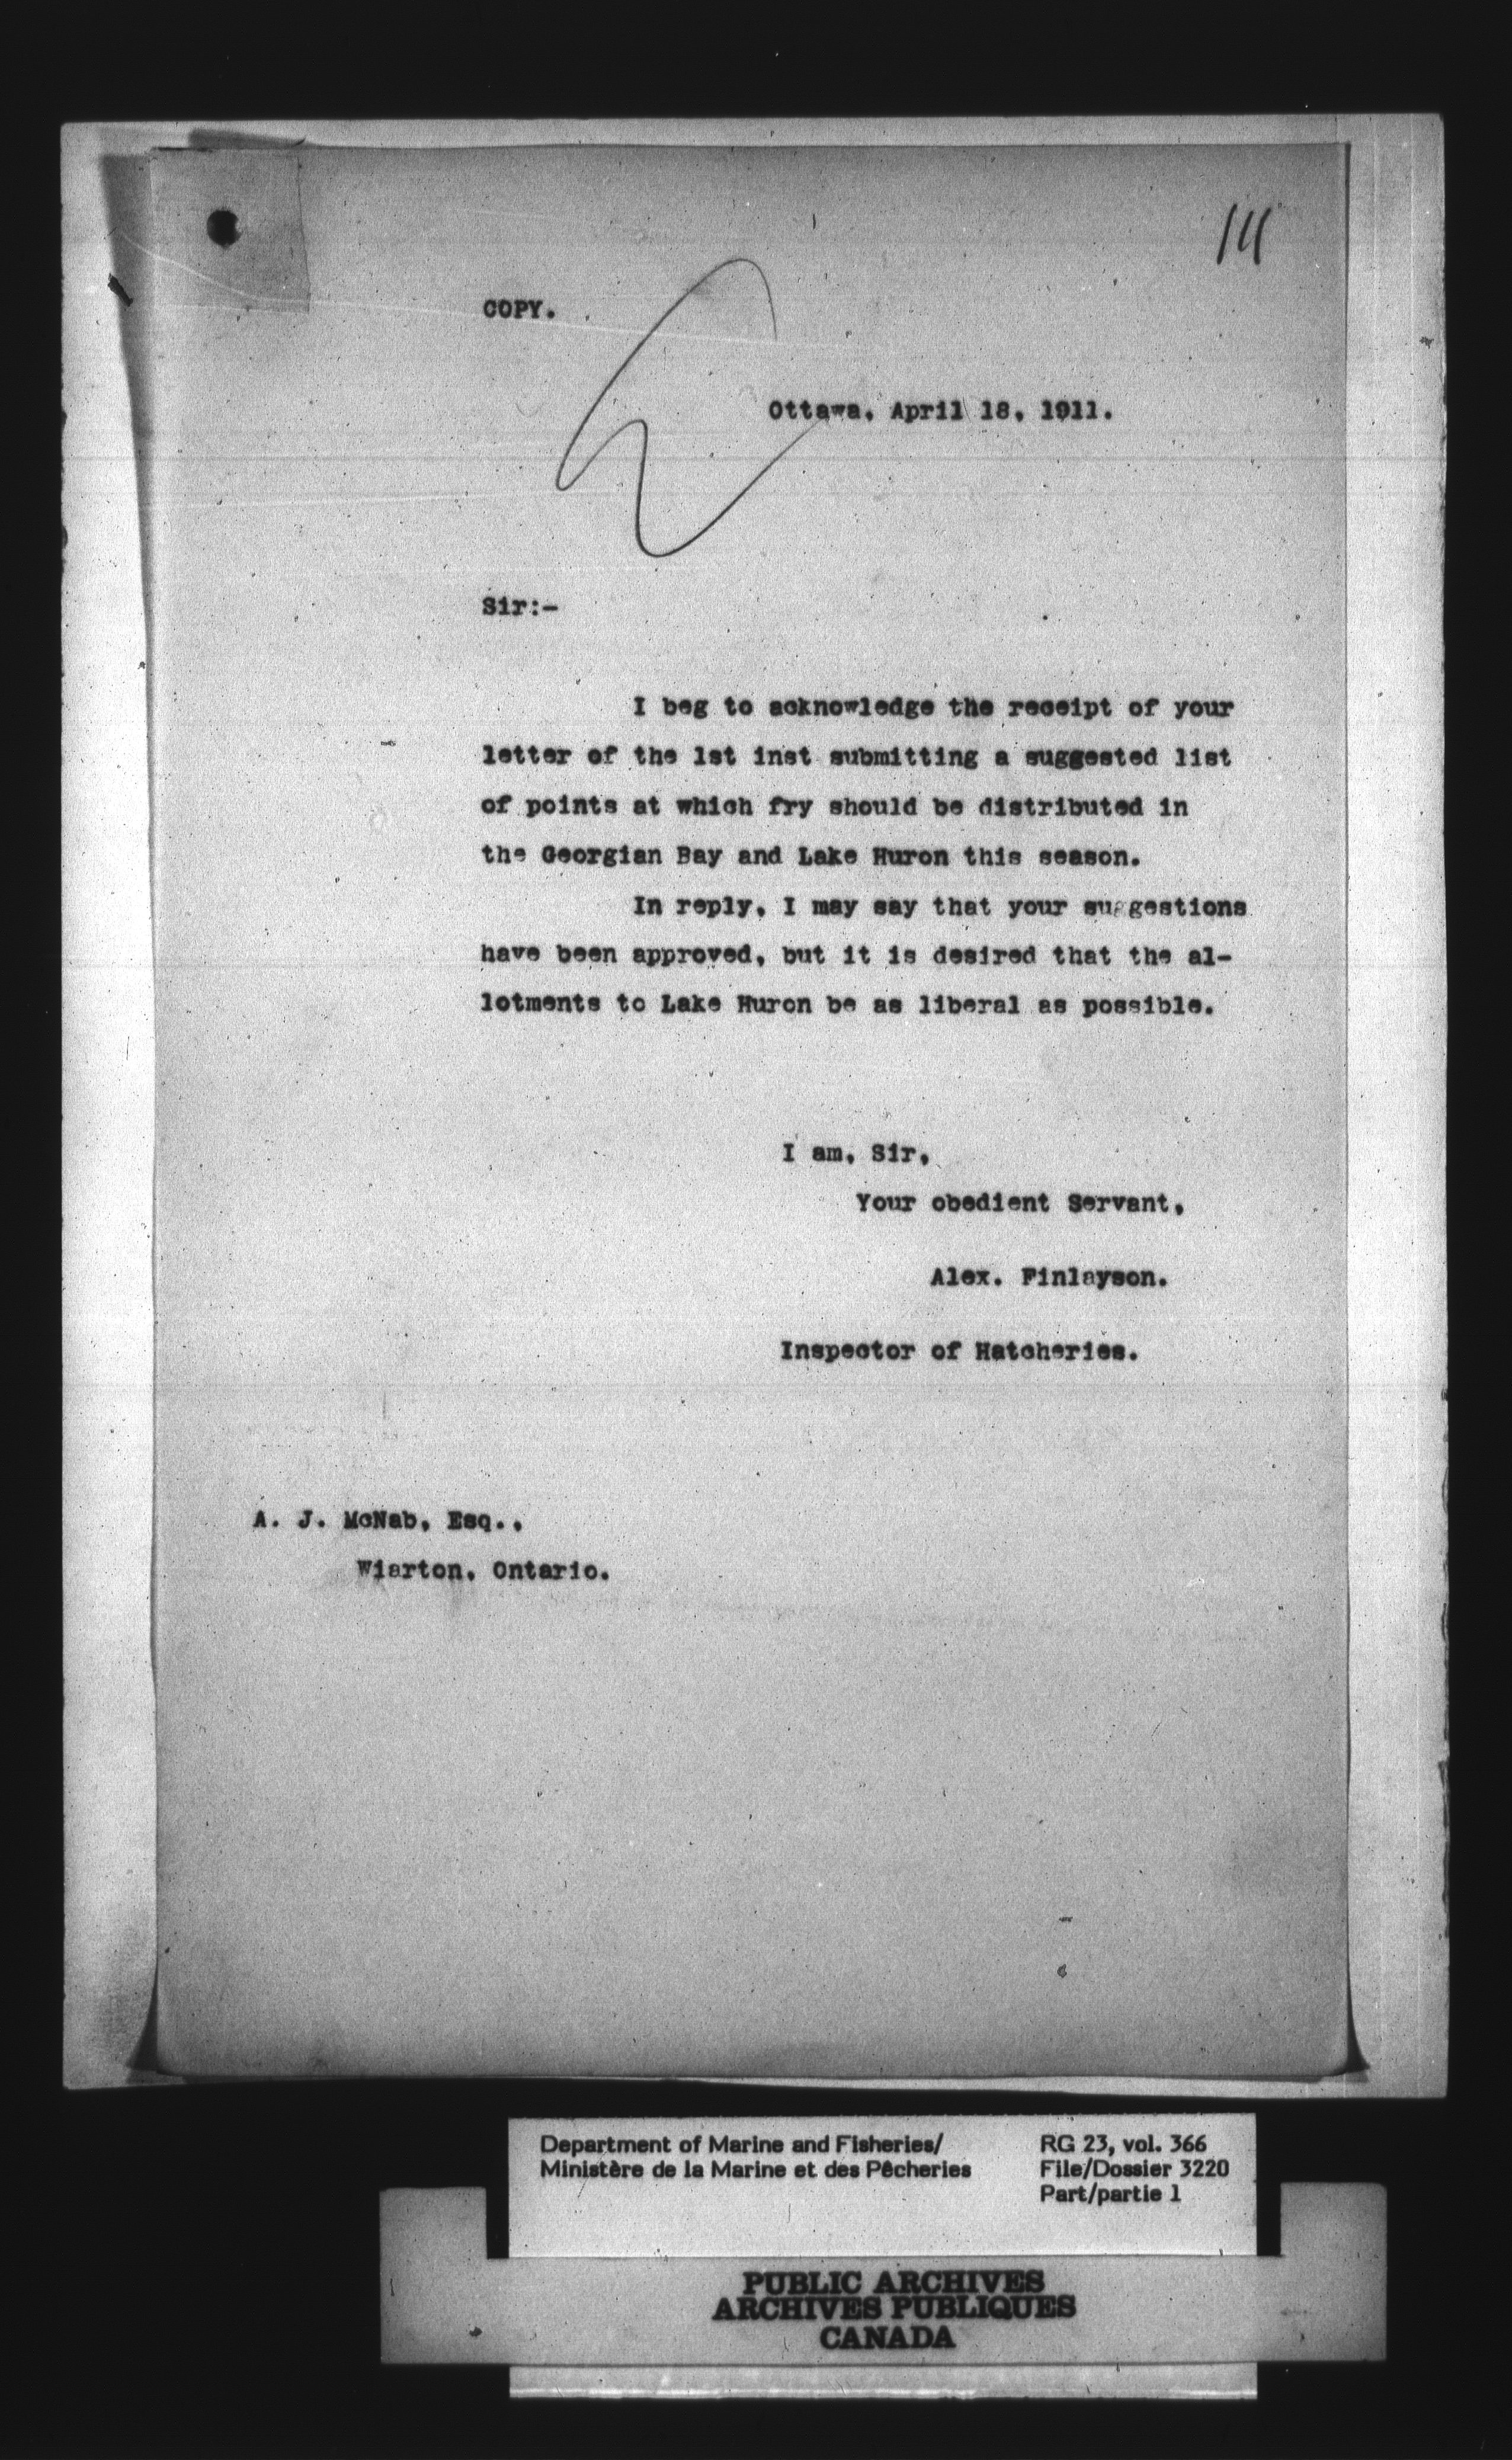 111
COPY.
Ottawa, April 18, 1911.
Sir:-
I beg to acknowledge the receipt of your
letter of the 1st inst submitting a suggested list
of points at which fry should be distributed in
the Georgian Bay and Lake Huron this season.
In reply, I may say that your suggestions
have been approved, but it is desired that the al-
lotments to Lake Huron be as liberal as possible.
I am, Sir,
Your obedient Servant,
Alex. Finlayson.
Inspector of Hatcheries.
A. J. McNab, Esq.,
Wiarton, Ontario.
Department of Marine and Fisheries/
Ministère de la Marine et des Pêcheries
RG 23, vol. 366
File/Dossier 3220
Part/partie 1
PUBLIC ARCHIVES
ARCHIVES PUBLIQUES
CANADA